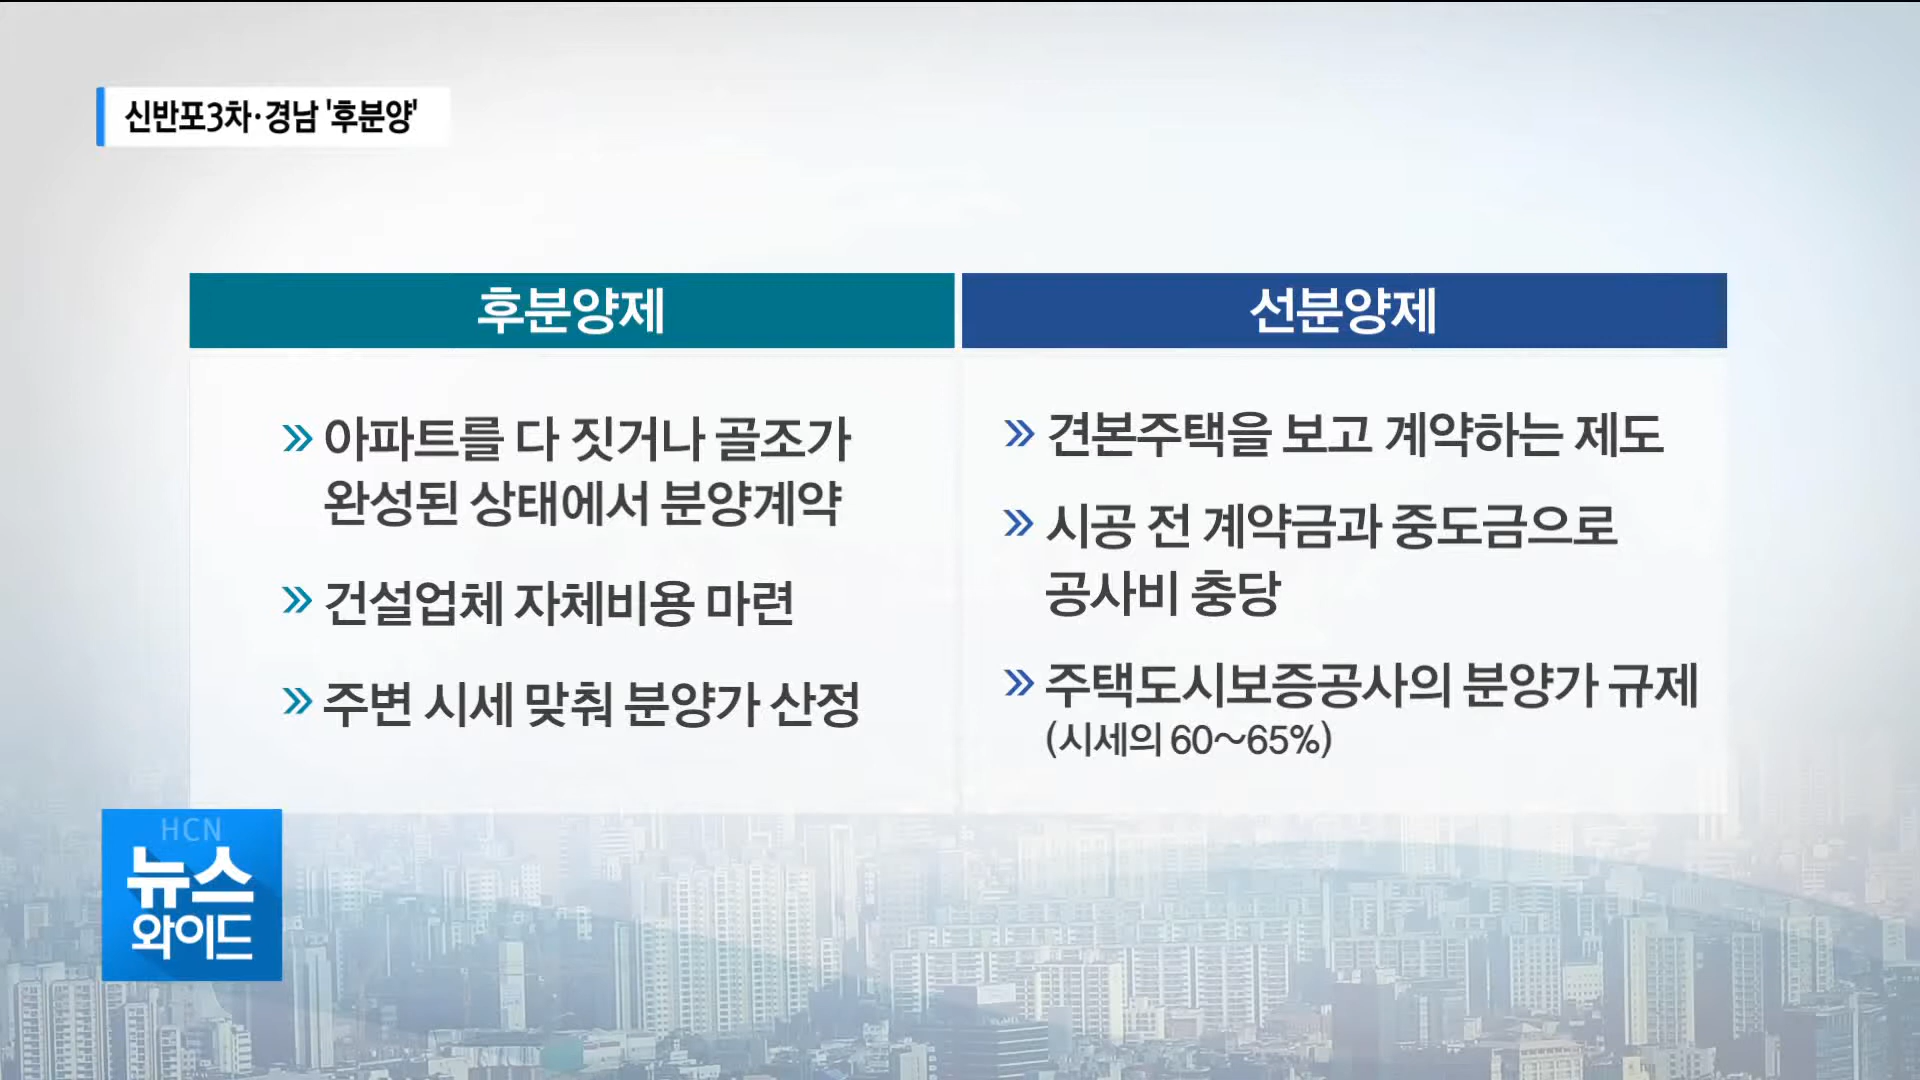 신반포3차·경남 '후분양'
후분양제
» 아파트를 다 짓거나 골조가
완성된 상태에서 분양계약
» 건설업체 자체비용 마련
» 주변 시세 맞춰 분양가 산정
선분양제
» 견본주택을 보고 계약하는 제도
» 시공 전 계약금과 중도금으로
공사비 충당
» 주택도시보증공사의 분양가 규제
(시세의 60~65%)
HCN
뉴스
와이드